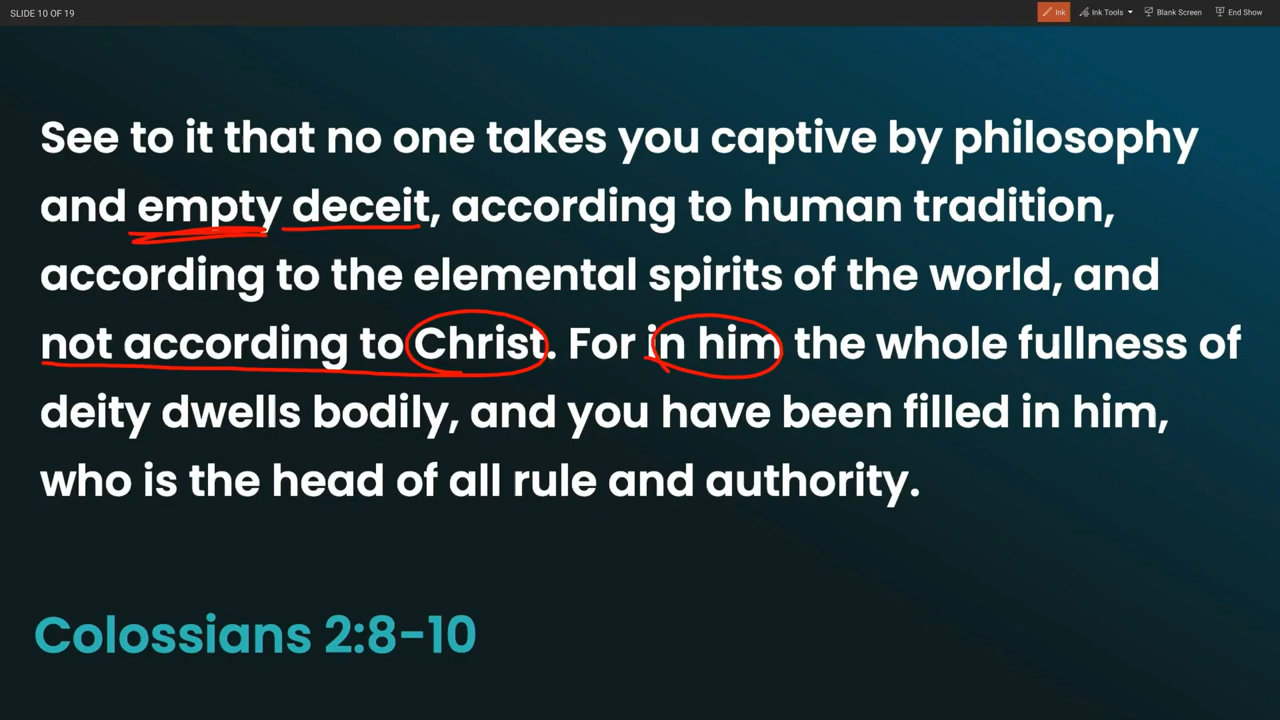 SLIDE 10 OF 19
Ink
Ink Tools
Blank Screen
End Show
See to it that no one takes you captive by philosophy
and empty deceit, according to human tradition,
according to the elemental spirits of the world, and
not according to Christ. For in him the whole fullness of
deity dwells bodily, and you have been filled in him,
who is the head of all rule and authority.
Colossians 2:8-10